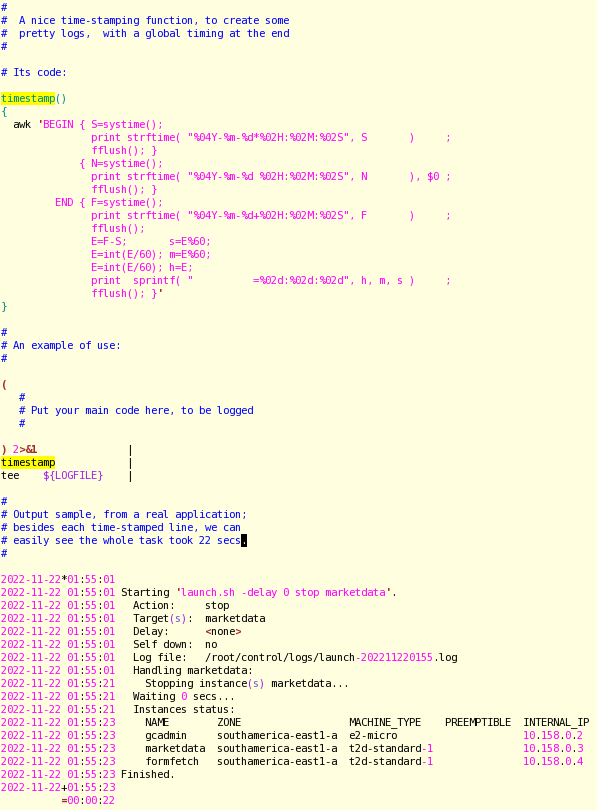 #
#  A nice time-stamping function, to create some
#  pretty logs,  with a global timing at the end
#
# Its code:
timestamp()
{
  awk 'BEGIN { S=systime();
               print strftime( "%04Y-%m-%d*%02H:%02M:%02S", S       )     ;
               fflush(); }
             { N=systime();
               print strftime( "%04Y-%m-%d %02H:%02M:%02S", N       ), $0 ;
               fflush(); }
         END { F=systime();
               print strftime( "%04Y-%m-%d+%02H:%02M:%02S", F       )     ;
               fflush();
               E=F-S;       s=E%60;
               E=int(E/60); m=E%60;
               E=int(E/60); h=E;
               print  sprintf( "          =%02d:%02d:%02d", h, m, s )     ;
               fflush(); }'
}
#
# An example of use:
#
(
   #
   # Put your main code here, to be logged
   #
) 2>&1               |
timestamp            |
tee    ${LOGFILE}    |
#
# Output sample, from a real application;
# besides each time-stamped line, we can
# easily see the whole task took 22 secs.
#
2022-11-22*01:55:01
2022-11-22 01:55:01 Starting 'launch.sh -delay 0 stop marketdata'.
2022-11-22 01:55:01   Action:     stop
2022-11-22 01:55:01   Target(s):  marketdata
2022-11-22 01:55:01   Delay:      <none>
2022-11-22 01:55:01   Self down:  no
2022-11-22 01:55:01   Log file:   /root/control/logs/launch-202211220155.log
2022-11-22 01:55:01   Handling marketdata:
2022-11-22 01:55:21     Stopping instance(s) marketdata...
2022-11-22 01:55:21   Waiting 0 secs...
2022-11-22 01:55:21   Instances status:
2022-11-22 01:55:23     NAME        ZONE                  MACHINE_TYPE    PREEMPTIBLE  INTERNAL_IP
2022-11-22 01:55:23     gcadmin     southamerica-east1-a  e2-micro                     10.158.0.2
2022-11-22 01:55:23     marketdata  southamerica-east1-a  t2d-standard-1               10.158.0.3
2022-11-22 01:55:23     formfetch   southamerica-east1-a  t2d-standard-1               10.158.0.4
2022-11-22 01:55:23 Finished.
2022-11-22+01:55:23
          =00:00:22